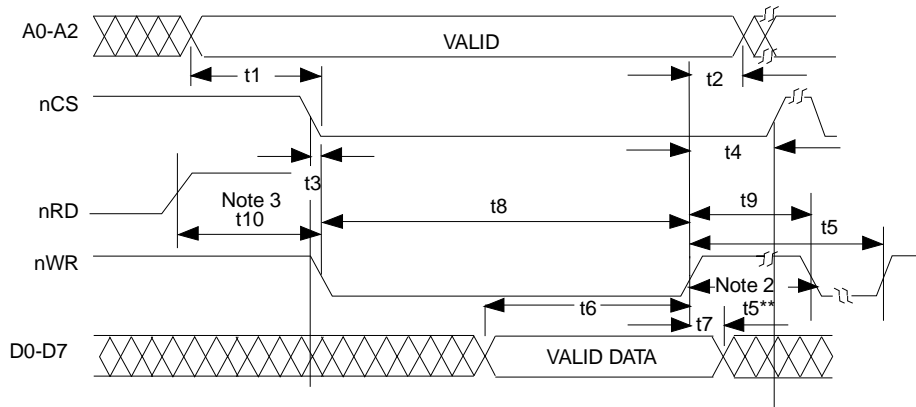 A0-A2
VALID
t1
t2
nCS
t3
t4
nRD
Note 3
t10
t8
t9
t5
nWR
Note 2
t6
t5**
t7
D0-D7
VALID DATA